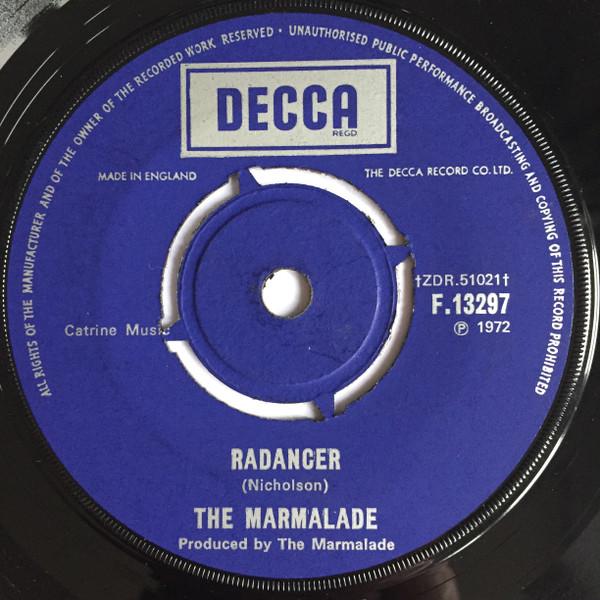 ALL RIGHTS OF THE MANUFACTURER AND OF THE OWNER OF THE RECORDED WORK RESERVED · UNAUTHORISED PUBLIC PERFORMANCE BROADCASTING AND COPYING OF THIS RECORD PROHIBITED
DECCA
REGD.
MADE IN ENGLAND
THE DECCA RECORD CO. LTD.
†ZDR.51021†
F.13297
Catrine Music
Ⓟ 1972
RADANCER
(Nicholson)
THE MARMALADE
Produced by The Marmalade